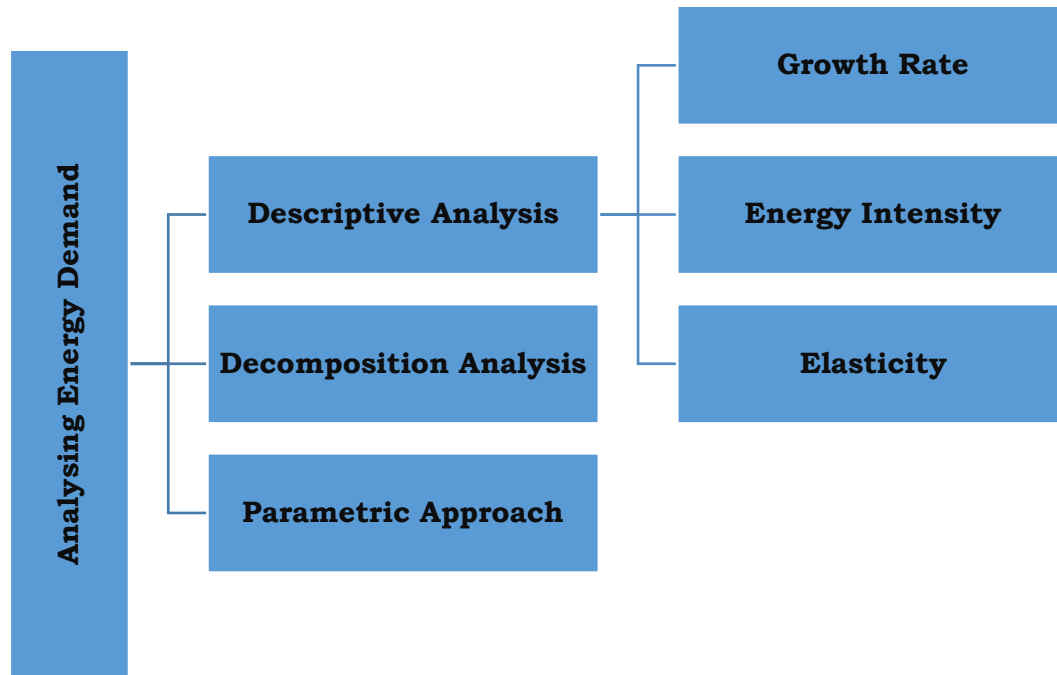 Analysing Energy Demand
Descriptive Analysis
Decomposition Analysis
Parametric Approach
Growth Rate
Energy Intensity
Elasticity